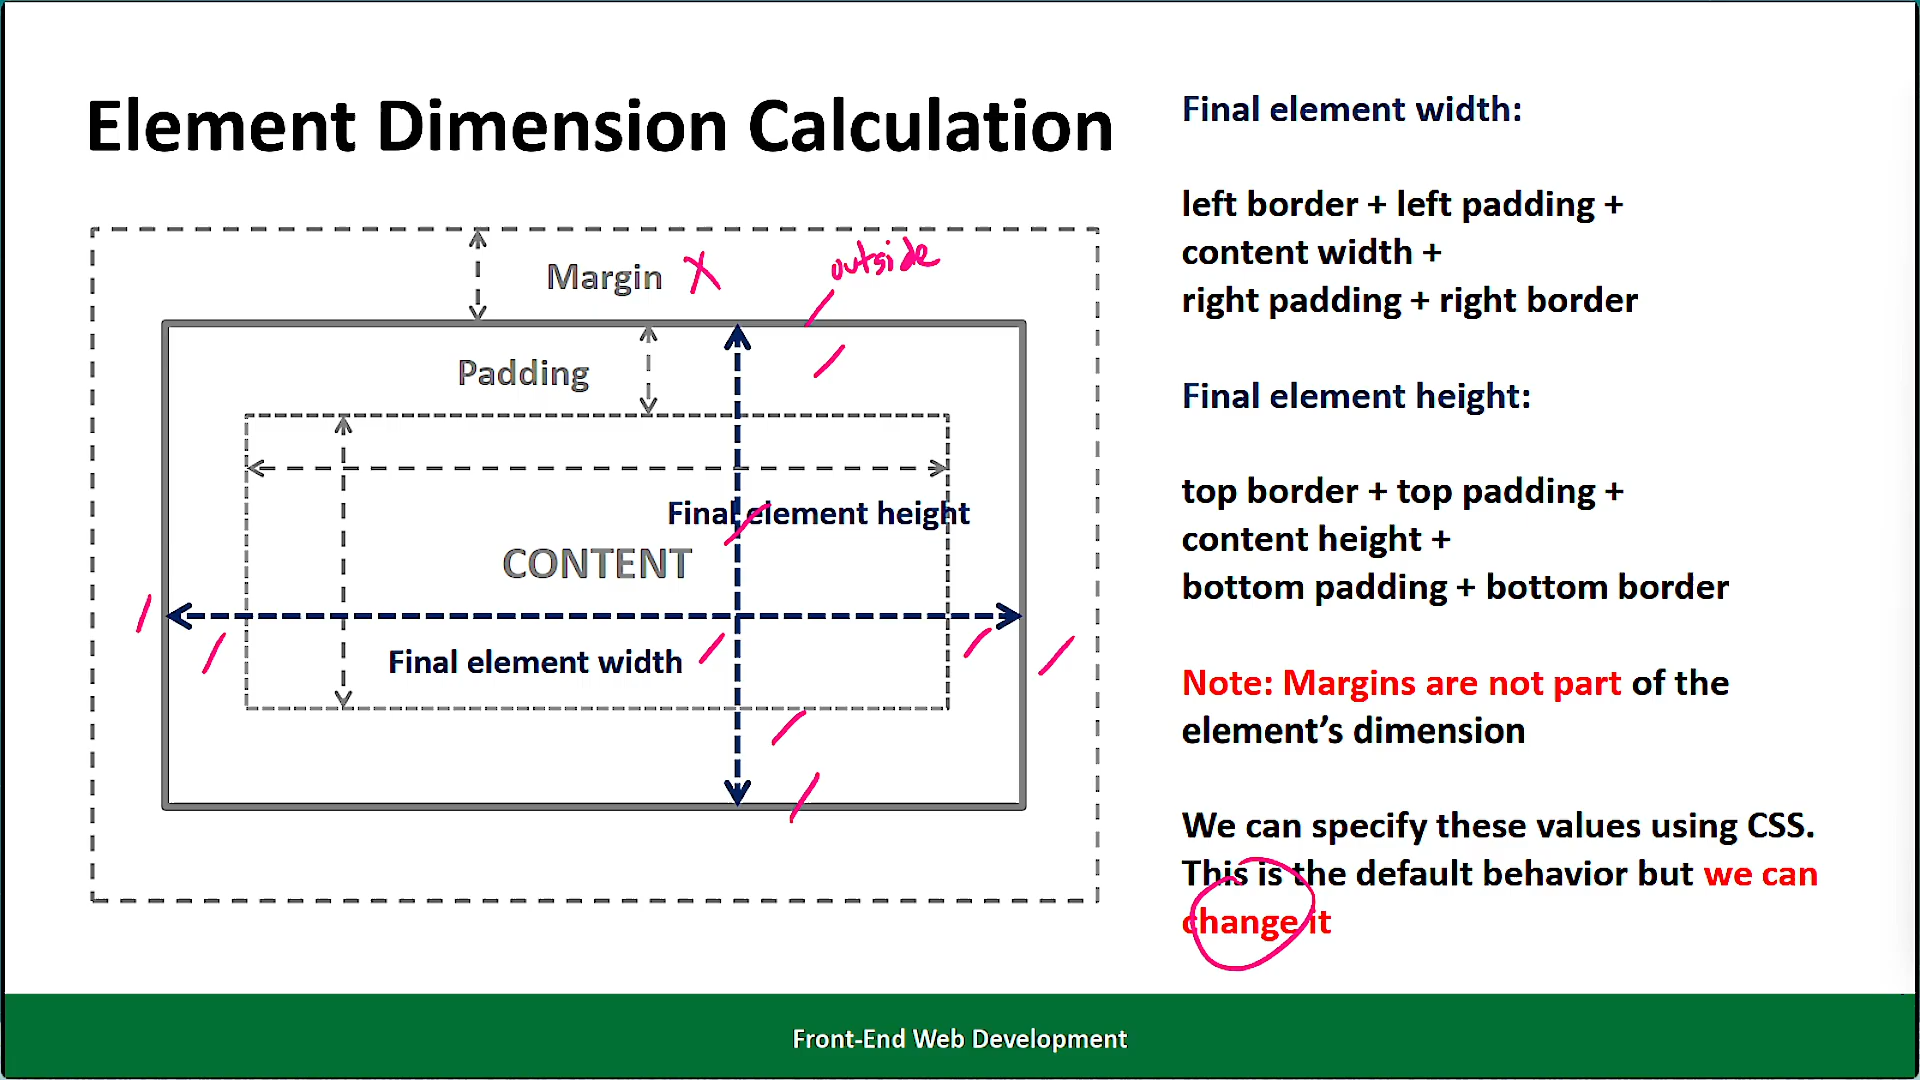 Element Dimension Calculation
Margin X
outside
Padding
Final element height
CONTENT
Final element width
Final element width:
left border + left padding +
content width +
right padding + right border
Final element height:
top border + top padding +
content height +
bottom padding + bottom border
Note: Margins are not part of the
element’s dimension
We can specify these values using CSS.
This is the default behavior but we can
change it
Front-End Web Development